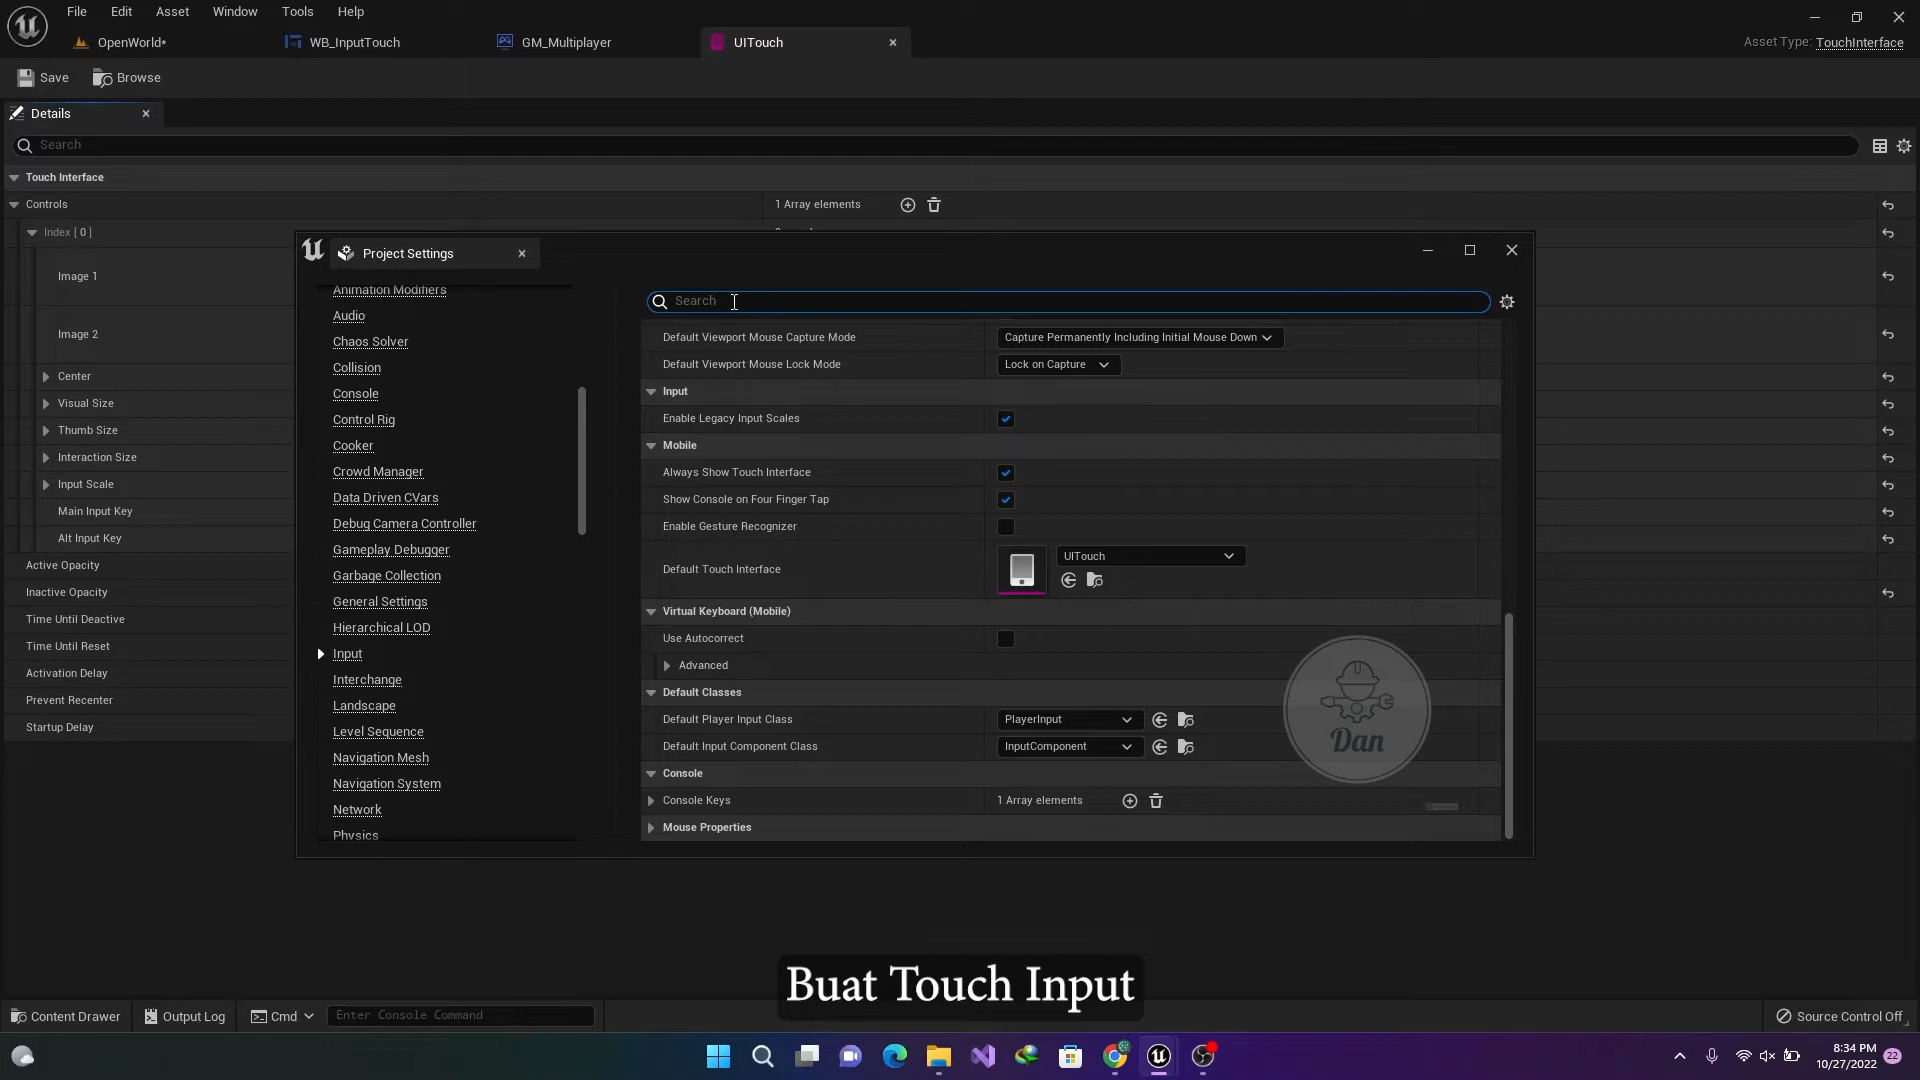 File Edit Asset Window Tools Help
OpenWorld* WB_InputTouch GM_Multiplayer UITouch
Asset Type: TouchInterface
Save Browse
Details
Search
Touch Interface
Controls 1 Array elements
Index [ 0 ]
Image 1
Image 2
Center
Visual Size
Thumb Size
Interaction Size
Input Scale
Main Input Key
Alt Input Key
Active Opacity
Inactive Opacity
Time Until Deactive
Time Until Reset
Activation Delay
Prevent Recenter
Startup Delay
Project Settings
Animation Modifiers
Audio
Chaos Solver
Collision
Console
Control Rig
Cooker
Crowd Manager
Data Driven CVars
Debug Camera Controller
Gameplay Debugger
Garbage Collection
General Settings
Hierarchical LOD
Input
Interchange
Landscape
Level Sequence
Navigation Mesh
Navigation System
Network
Physics
Search
Default Viewport Mouse Capture Mode Capture Permanently Including Initial Mouse Down
Default Viewport Mouse Lock Mode Lock on Capture
Input
Enable Legacy Input Scales
Mobile
Always Show Touch Interface
Show Console on Four Finger Tap
Enable Gesture Recognizer
Default Touch Interface UITouch
Virtual Keyboard (Mobile)
Use Autocorrect
Advanced
Default Classes
Default Player Input Class PlayerInput
Default Input Component Class InputComponent
Console
Console Keys 1 Array elements
Mouse Properties
Dan
Buat Touch Input
Content Drawer Output Log Cmd Enter Console Command Source Control Off
8:34 PM
10/27/2022 22